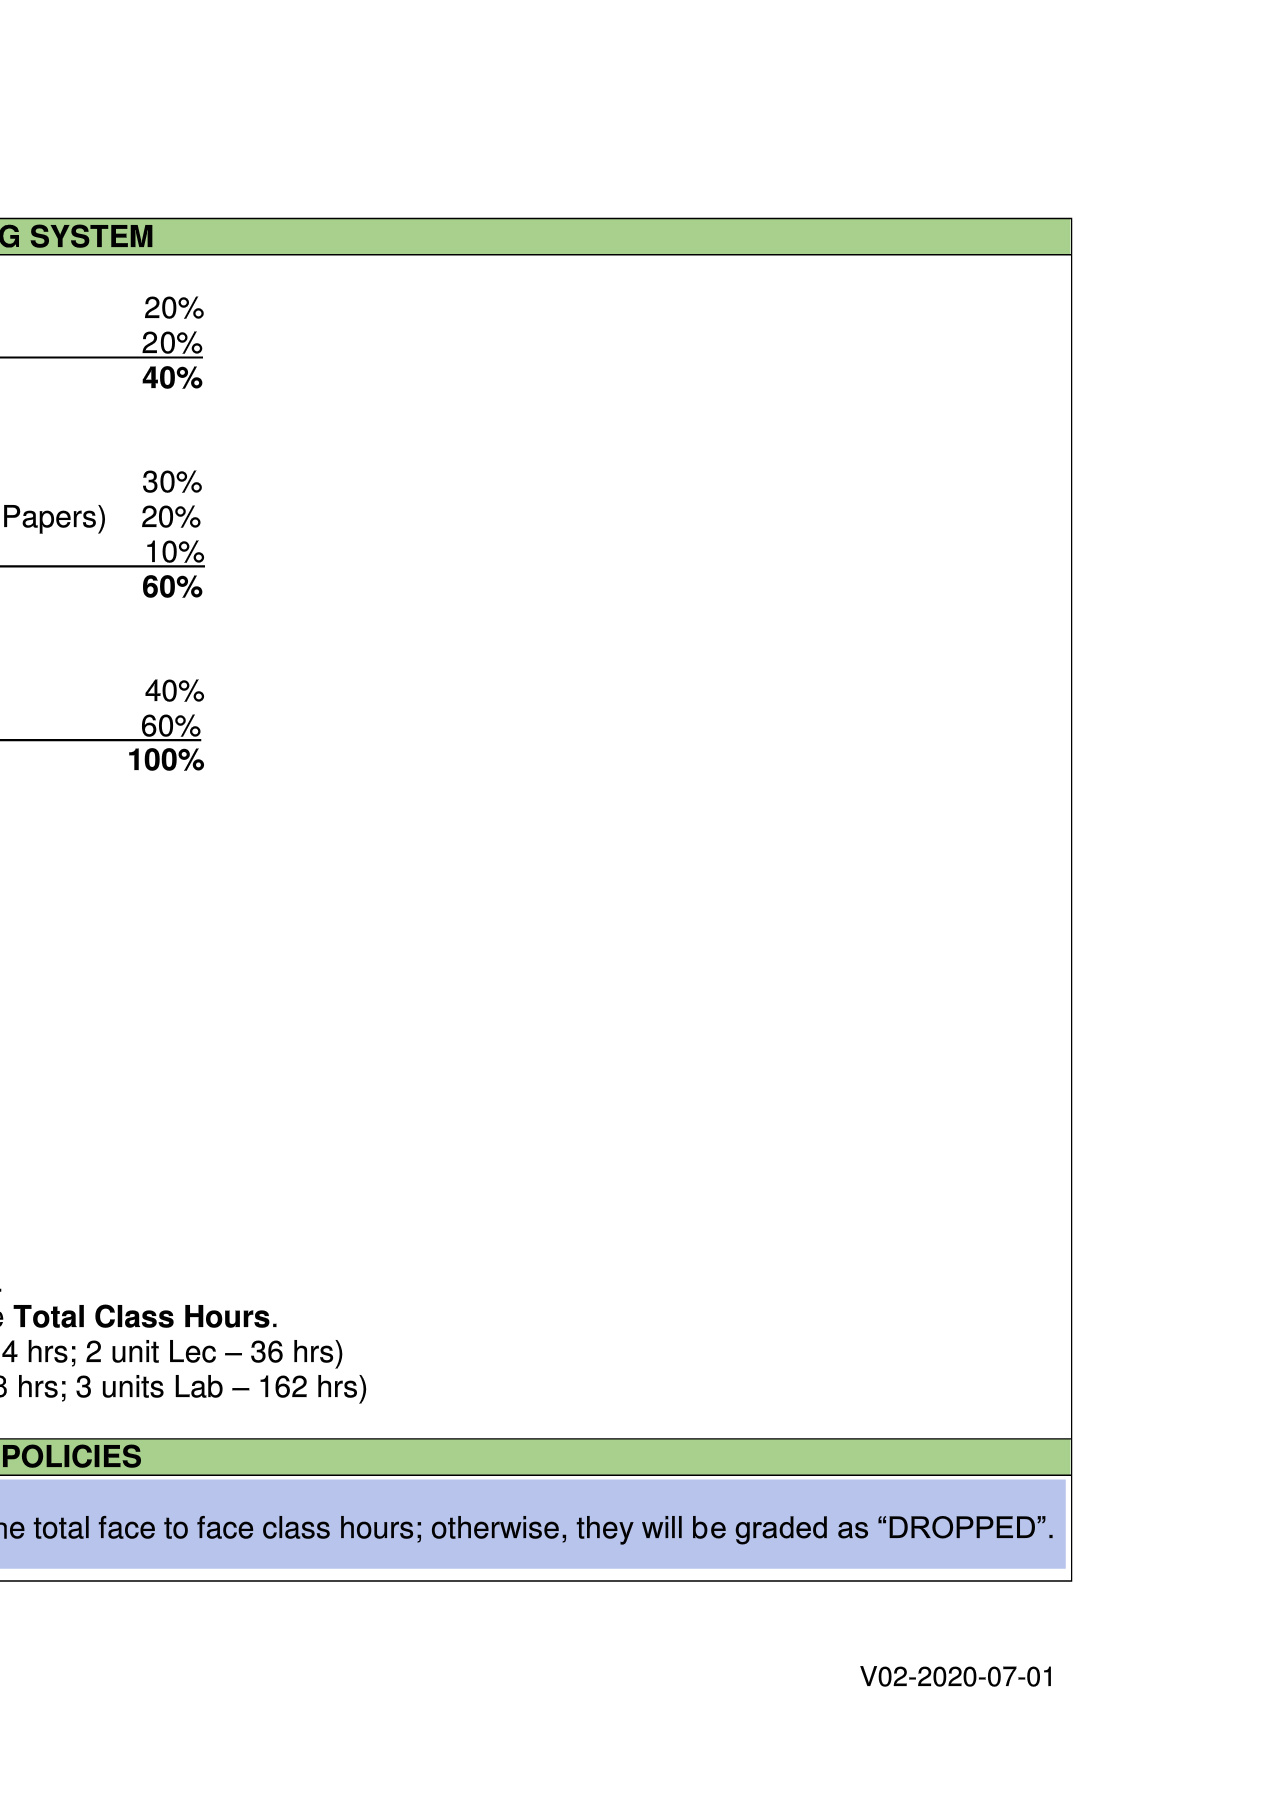 G SYSTEM
20%
20%
40%
30%
Papers) 20%
10%
60%
40%
60%
100%
.
Total Class Hours.
4 hrs; 2 unit Lec – 36 hrs)
hrs; 3 units Lab – 162 hrs)
POLICIES
total face to face class hours; otherwise, they will be graded as “DROPPED”.
V02-2020-07-01